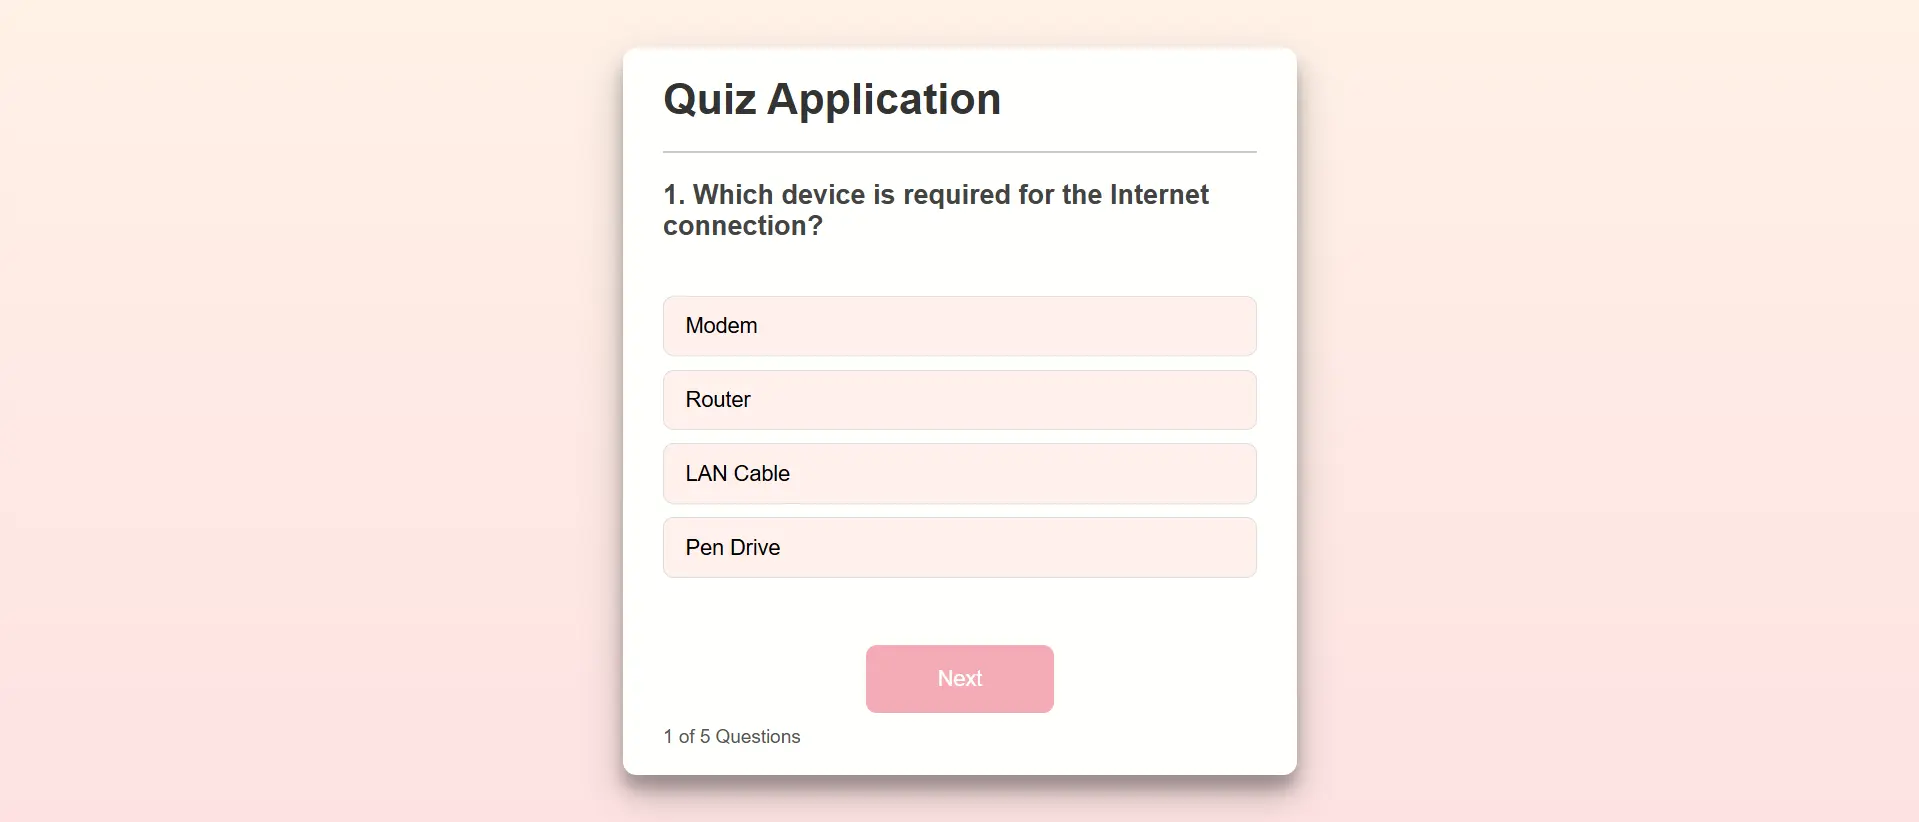 Quiz Application
1. Which device is required for the Internet
connection?
Modem
Router
LAN Cable
Pen Drive
Next
1 of 5 Questions